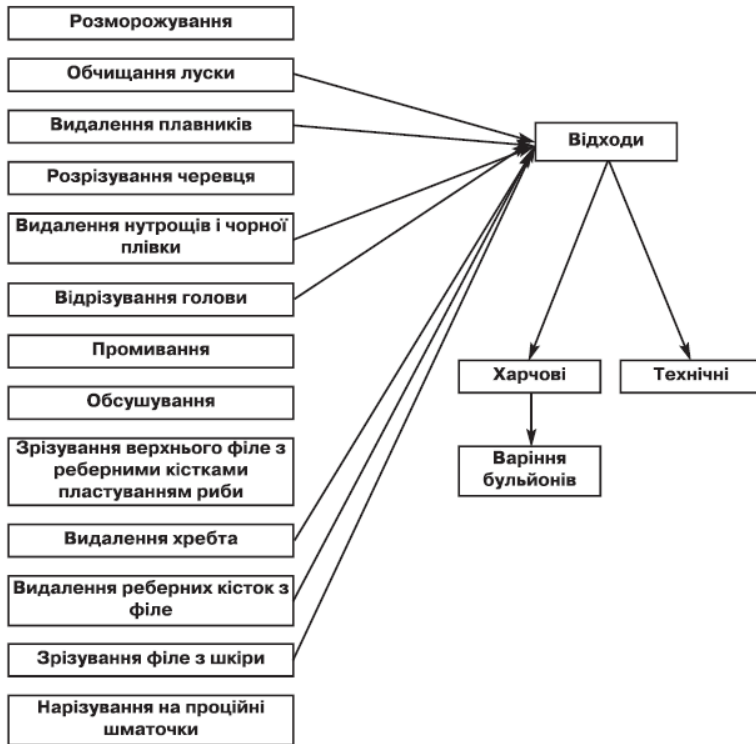 Розморожування
Обчищання луски
Видалення плавників
Розрізування черевця
Видалення нутрощів і чорної
плівки
Відрізування голови
Промивання
Обсушування
Зрізування верхнього філе з
реберними кістками
пластуванням риби
Видалення хребта
Видалення реберних кісток з
філе
Зрізування філе з шкіри
Нарізування на проційні
шматочки
Відходи
Харчові
Технічні
Варіння
бульйонів